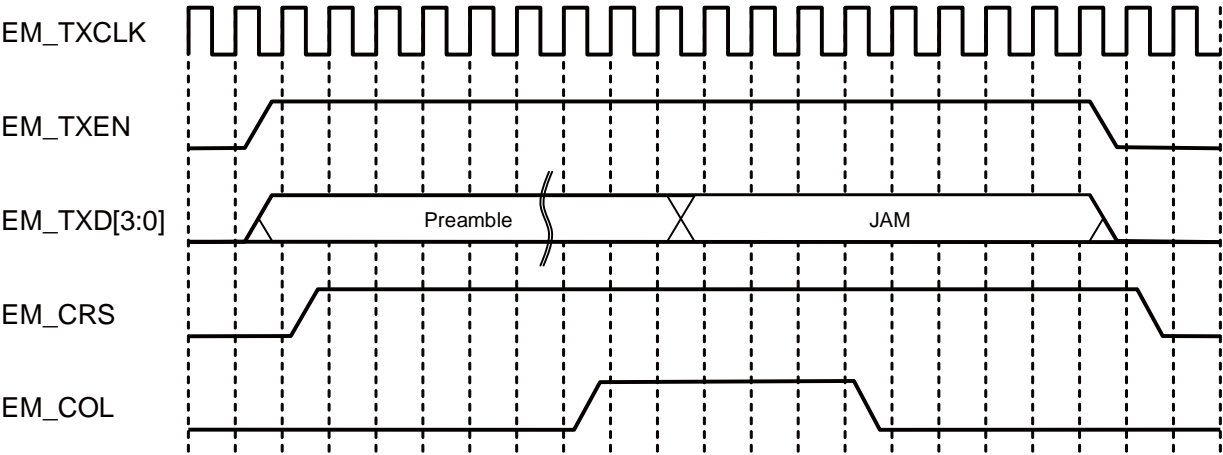 EM_TXCLK
EM_TXEN
EM_TXD[3:0]
Preamble
JAM
EM_CRS
EM_COL